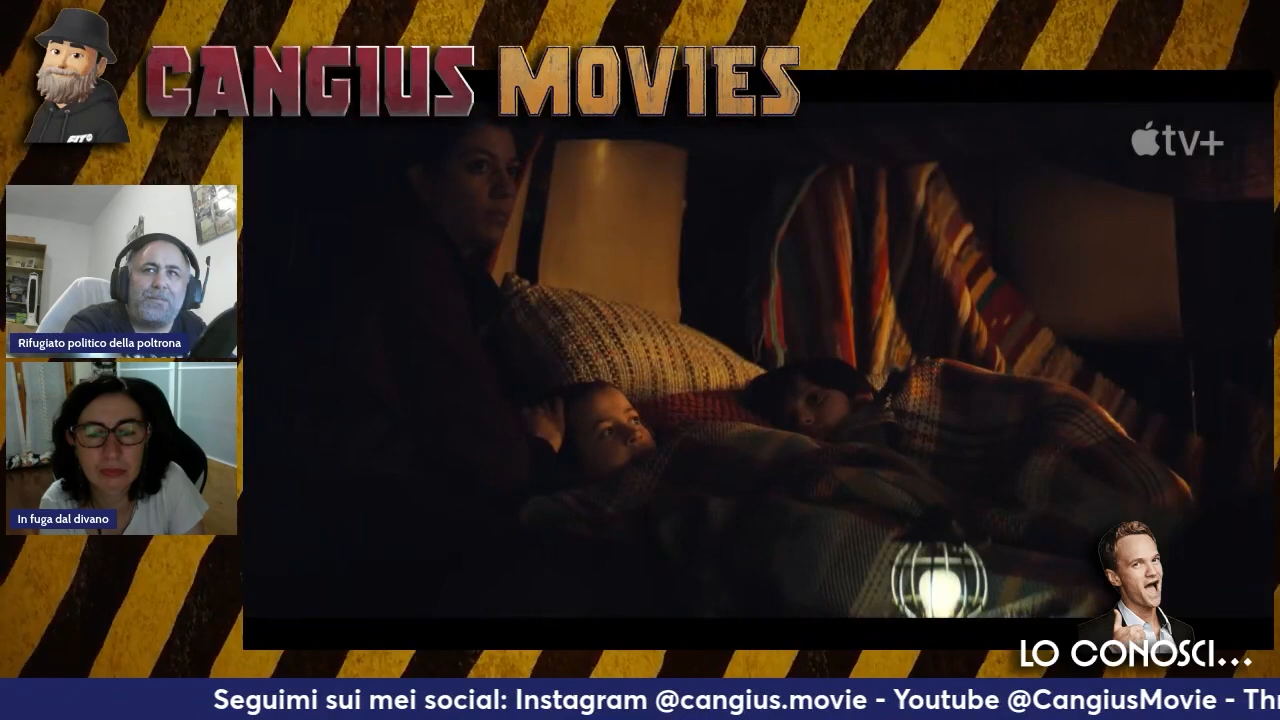 CANGIUS MOVIES
tv+
Rifugiato politico della poltrona
In fuga dal divano
LO CONOSCI...
Seguimi sui mei social: Instagram @cangius.movie - Youtube @CangiusMovie - Thr